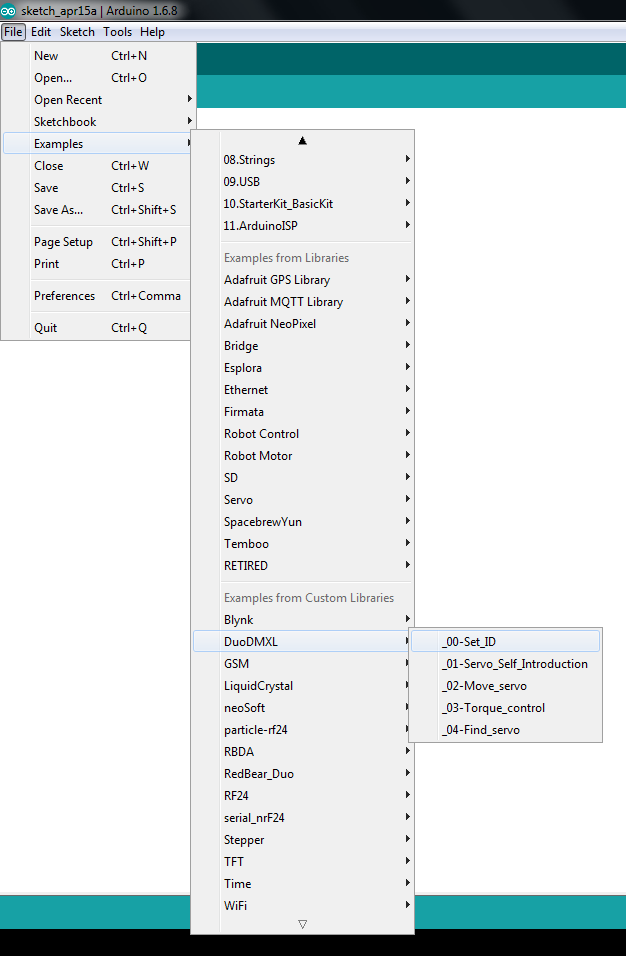 sketch_apr15a | Arduino 1.6.8
File Edit Sketch Tools Help
New Ctrl+N
Open... Ctrl+O
Open Recent
Sketchbook
Examples
Close Ctrl+W
Save Ctrl+S
Save As... Ctrl+Shift+S
Page Setup Ctrl+Shift+P
Print Ctrl+P
Preferences Ctrl+Comma
Quit Ctrl+Q
08.Strings
09.USB
10.StarterKit_BasicKit
11.ArduinoISP
Examples from Libraries
Adafruit GPS Library
Adafruit MQTT Library
Adafruit NeoPixel
Bridge
Esplora
Ethernet
Firmata
Robot Control
Robot Motor
SD
Servo
SpacebrewYun
Temboo
RETIRED
Examples from Custom Libraries
Blynk
DuoDMXL
GSM
LiquidCrystal
neoSoft
particle-rf24
RBDA
RedBear_Duo
RF24
serial_nrF24
Stepper
TFT
Time
WiFi
_00-Set_ID
_01-Servo_Self_Introduction
_02-Move_servo
_03-Torque_control
_04-Find_servo